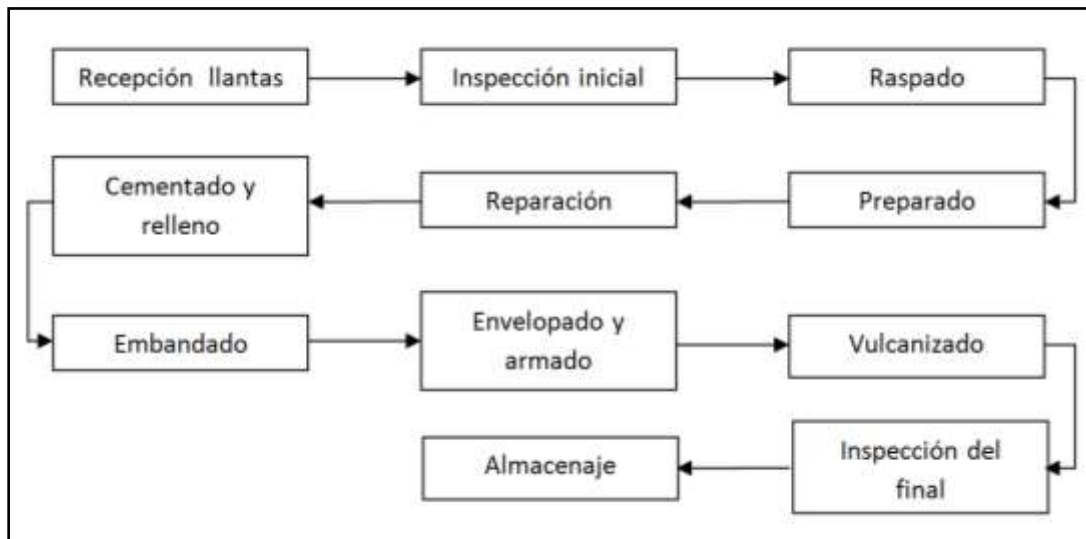 Recepción llantas
Inspección inicial
Raspado
Preparado
Reparación
Cementado y
relleno
Embandado
Envelopado y
armado
Vulcanizado
Inspección del
final
Almacenaje